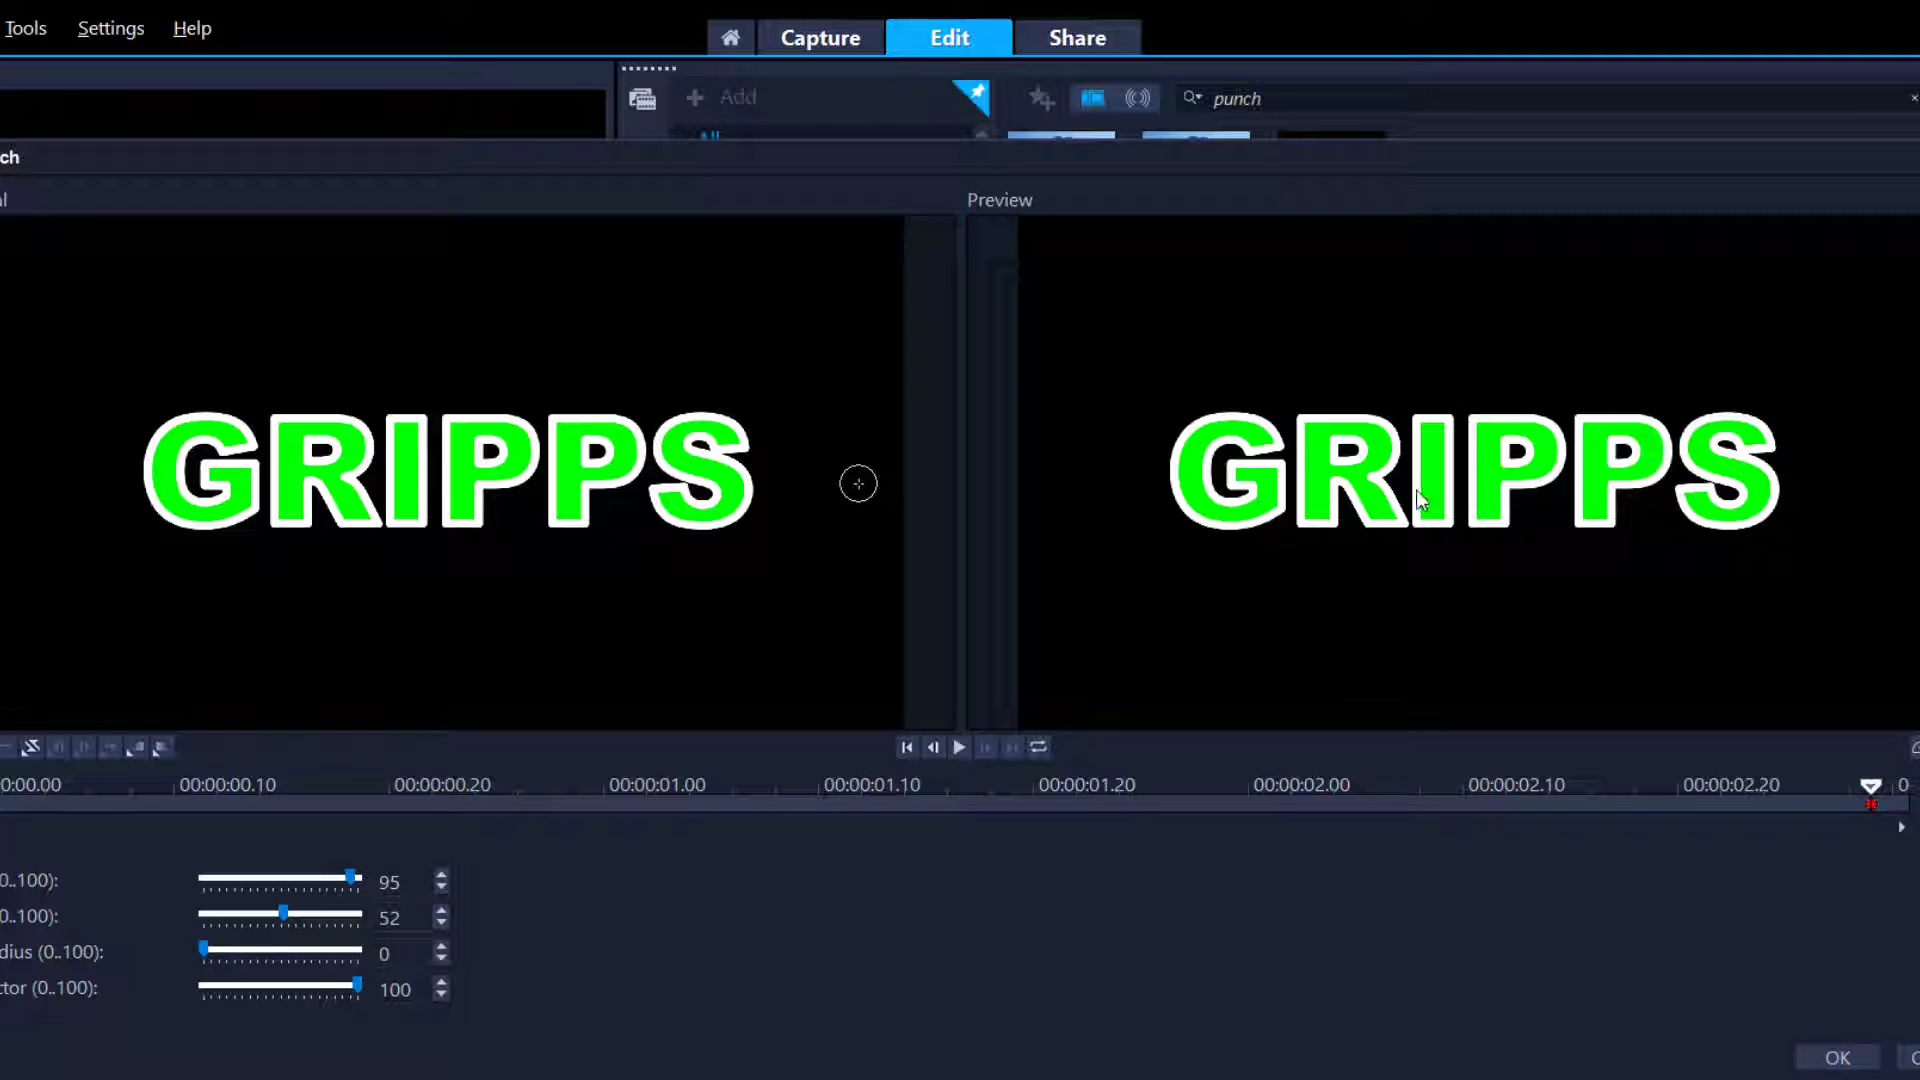 Tools Settings Help
Capture Edit Share
Add
punch
All
ch
al Preview
GRIPPS GRIPPS
0:00.00 00:00:00.10 00:00:00.20 00:00:01.00 00:00:01.10 00:00:01.20 00:00:02.00 00:00:02.10 00:00:02.20 0
0..100): 95
0..100): 52
dius (0..100): 0
ctor (0..100): 100
OK C